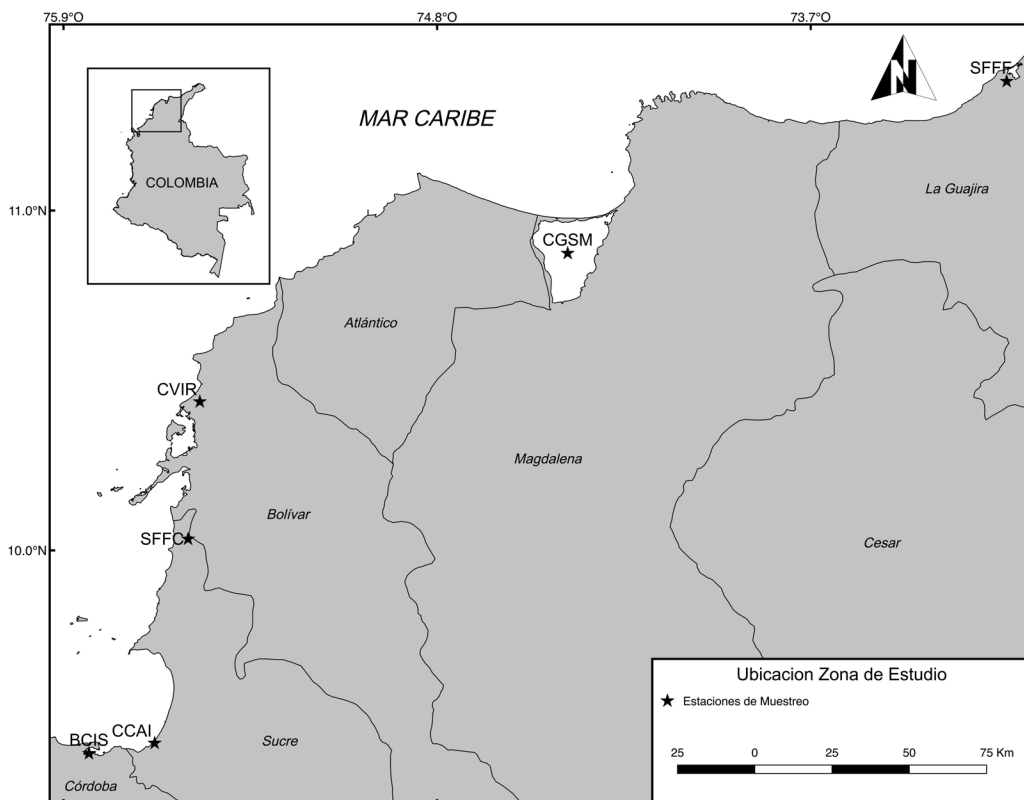 75.9°O 74.8°O 73.7°O
SFFF
N
MAR CARIBE
COLOMBIA
La Guajira
11.0°N
CGSM
Atlántico
CVIR
Magdalena
Bolívar
SFFC
10.0°N
Cesar
Ubicacion Zona de Estudio
Estaciones de Muestreo
CCAI
BCIS
Sucre
25 0 25 50 75 Km
Córdoba